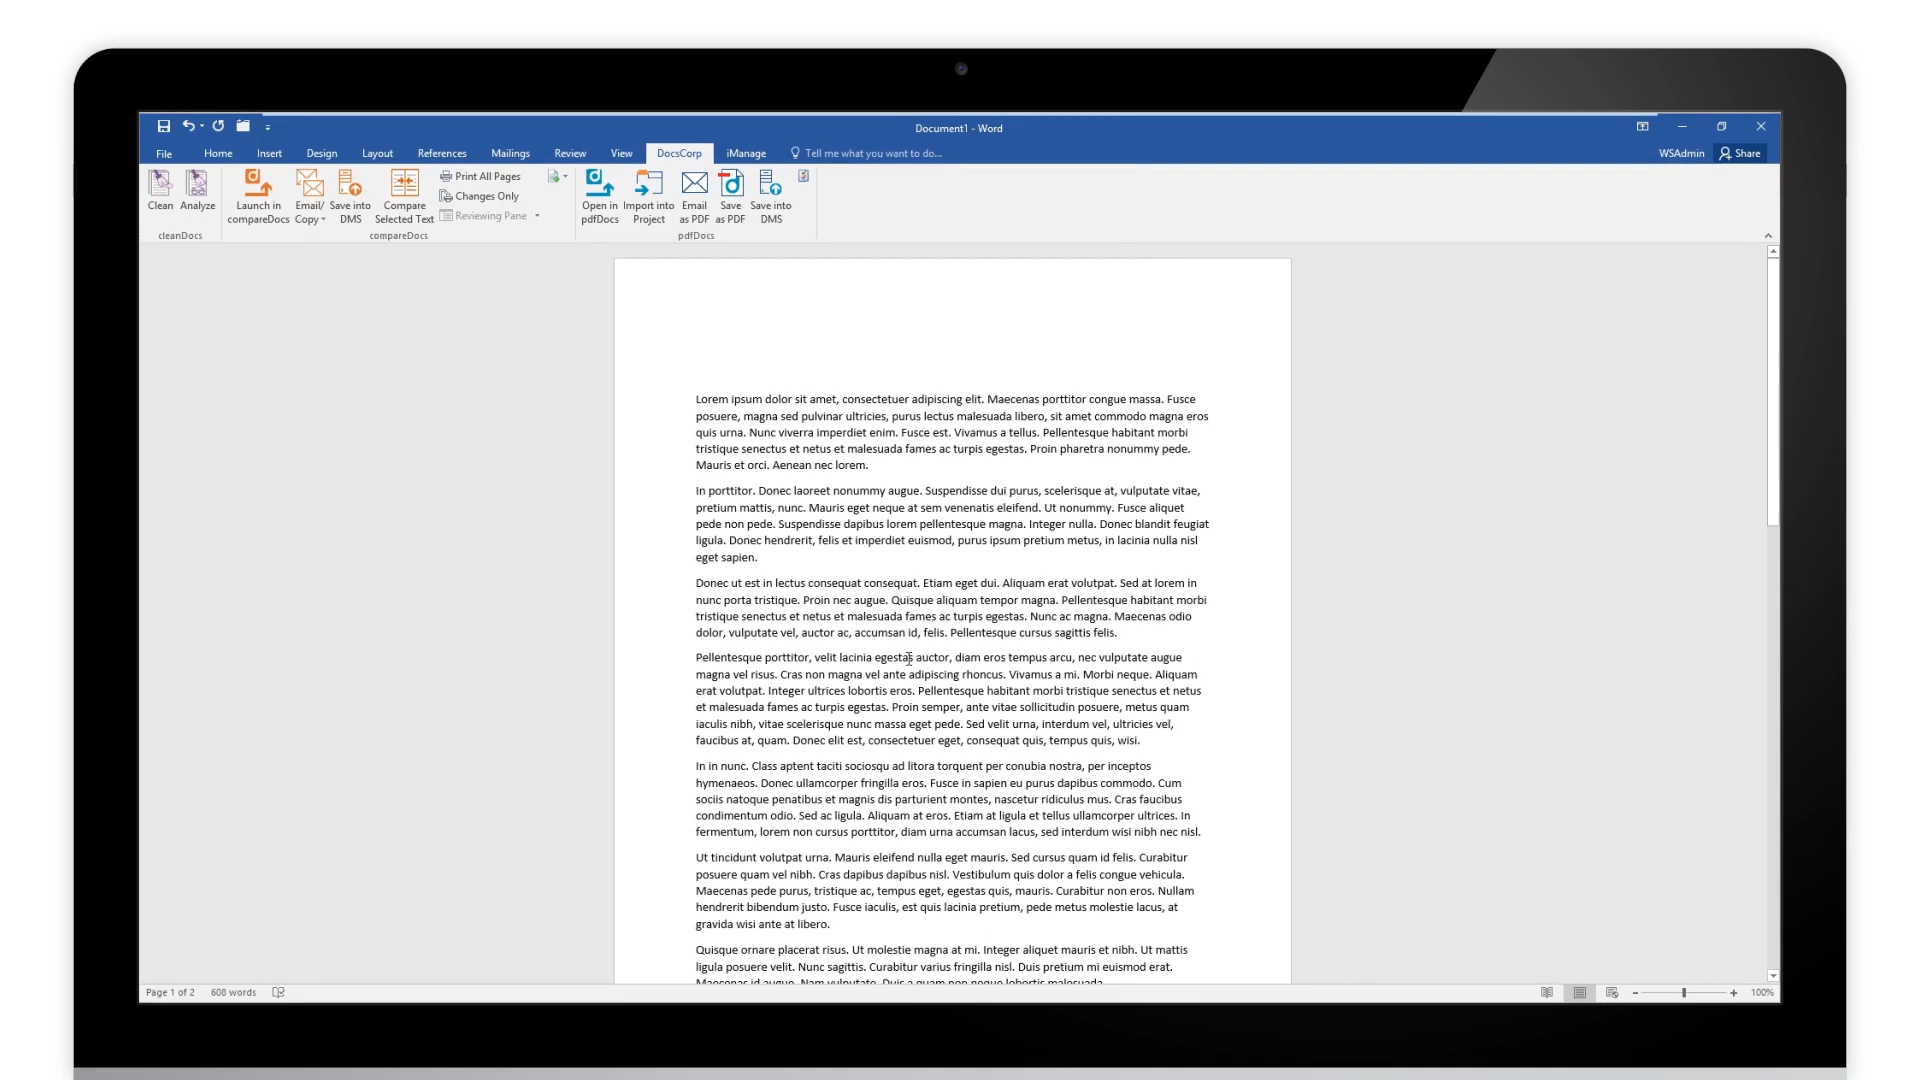 Document1 - Word
File Home Insert Design Layout References Mailings Review View DocsCorp iManage Tell me what you want to do... WSAdmin Share
Clean Analyze
cleanDocs
Launch in compareDocs
Email/ Copy
Save into DMS
Compare Selected Text
Print All Pages
Changes Only
Reviewing Pane
compareDocs
Open in pdfDocs
Import into Project
Email as PDF
Save as PDF
Save into DMS
pdfDocs
Lorem ipsum dolor sit amet, consectetuer adipiscing elit. Maecenas porttitor congue massa. Fusce
posuere, magna sed pulvinar ultricies, purus lectus malesuada libero, sit amet commodo magna eros
quis urna. Nunc viverra imperdiet enim. Fusce est. Vivamus a tellus. Pellentesque habitant morbi
tristique senectus et netus et malesuada fames ac turpis egestas. Proin pharetra nonummy pede.
Mauris et orci. Aenean nec lorem.
In porttitor. Donec laoreet nonummy augue. Suspendisse dui purus, scelerisque at, vulputate vitae,
pretium mattis, nunc. Mauris eget neque at sem venenatis eleifend. Ut nonummy. Fusce aliquet
pede non pede. Suspendisse dapibus lorem pellentesque magna. Integer nulla. Donec blandit feugiat
ligula. Donec hendrerit, felis et imperdiet euismod, purus ipsum pretium metus, in lacinia nulla nisl
eget sapien.
Donec ut est in lectus consequat consequat. Etiam eget dui. Aliquam erat volutpat. Sed at lorem in
nunc porta tristique. Proin nec augue. Quisque aliquam tempor magna. Pellentesque habitant morbi
tristique senectus et netus et malesuada fames ac turpis egestas. Nunc ac magna. Maecenas odio
dolor, vulputate vel, auctor ac, accumsan id, felis. Pellentesque cursus sagittis felis.
Pellentesque porttitor, velit lacinia egestas auctor, diam eros tempus arcu, nec vulputate augue
magna vel risus. Cras non magna vel ante adipiscing rhoncus. Vivamus a mi. Morbi neque. Aliquam
erat volutpat. Integer ultrices lobortis eros. Pellentesque habitant morbi tristique senectus et netus
et malesuada fames ac turpis egestas. Proin semper, ante vitae sollicitudin posuere, metus quam
iaculis nibh, vitae scelerisque nunc massa eget pede. Sed velit urna, interdum vel, ultricies vel,
faucibus at, quam. Donec elit est, consectetuer eget, consequat quis, tempus quis, wisi.
In in nunc. Class aptent taciti sociosqu ad litora torquent per conubia nostra, per inceptos
hymenaeos. Donec ullamcorper fringilla eros. Fusce in sapien eu purus dapibus commodo. Cum
sociis natoque penatibus et magnis dis parturient montes, nascetur ridiculus mus. Cras faucibus
condimentum odio. Sed ac ligula. Aliquam at eros. Etiam at ligula et tellus ullamcorper ultrices. In
fermentum, lorem non cursus porttitor, diam urna accumsan lacus, sed interdum wisi nibh nec nisl.
Ut tincidunt volutpat urna. Mauris eleifend nulla eget mauris. Sed cursus quam id felis. Curabitur
posuere quam vel nibh. Cras dapibus dapibus nisl. Vestibulum quis dolor a felis congue vehicula.
Maecenas pede purus, tristique ac, tempus eget, egestas quis, mauris. Curabitur non eros. Nullam
hendrerit bibendum justo. Fusce iaculis, est quis lacinia pretium, pede metus molestie lacus, at
gravida wisi ante at libero.
Quisque ornare placerat risus. Ut molestie magna at mi. Integer aliquet mauris et nibh. Ut mattis
ligula posuere velit. Nunc sagittis. Curabitur varius fringilla nisl. Duis pretium mi euismod erat.
Maecenas id augue. Nam vulputate. Duis a quam non neque lobortis malesuada.
Page 1 of 2 608 words 100%